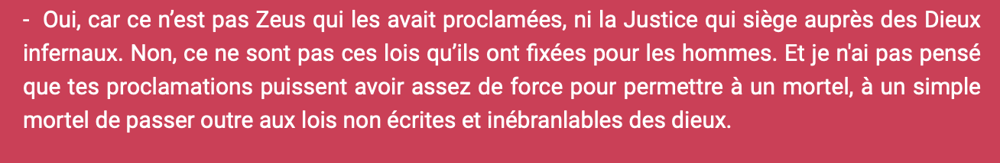 - Oui, car ce n’est pas Zeus qui les avait proclamées, ni la Justice qui siège auprès des Dieux
infernaux. Non, ce ne sont pas ces lois qu’ils ont fixées pour les hommes. Et je n'ai pas pensé
que tes proclamations puissent avoir assez de force pour permettre à un mortel, à un simple
mortel de passer outre aux lois non écrites et inébranlables des dieux.